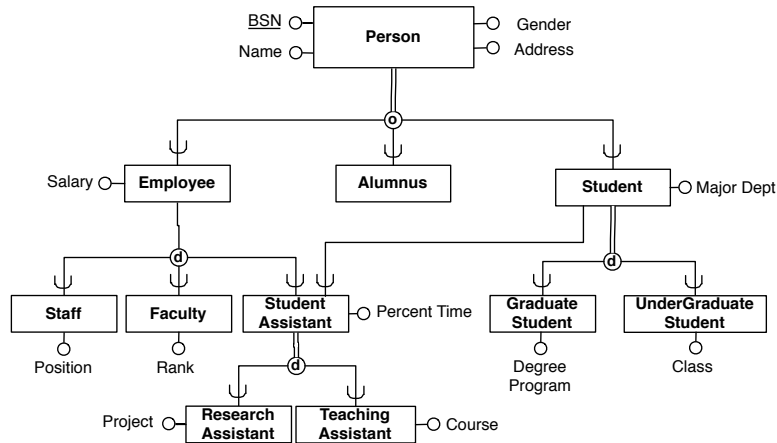 BSN
Person
Gender
Name
Address
o
Salary
Employee
Alumnus
Student
Major Dept
d
d
Staff
Faculty
Student
Assistant
Percent Time
Graduate
Student
UnderGraduate
Student
Position
Rank
Degree
Program
Class
d
Project
Research
Assistant
Teaching
Assistant
Course